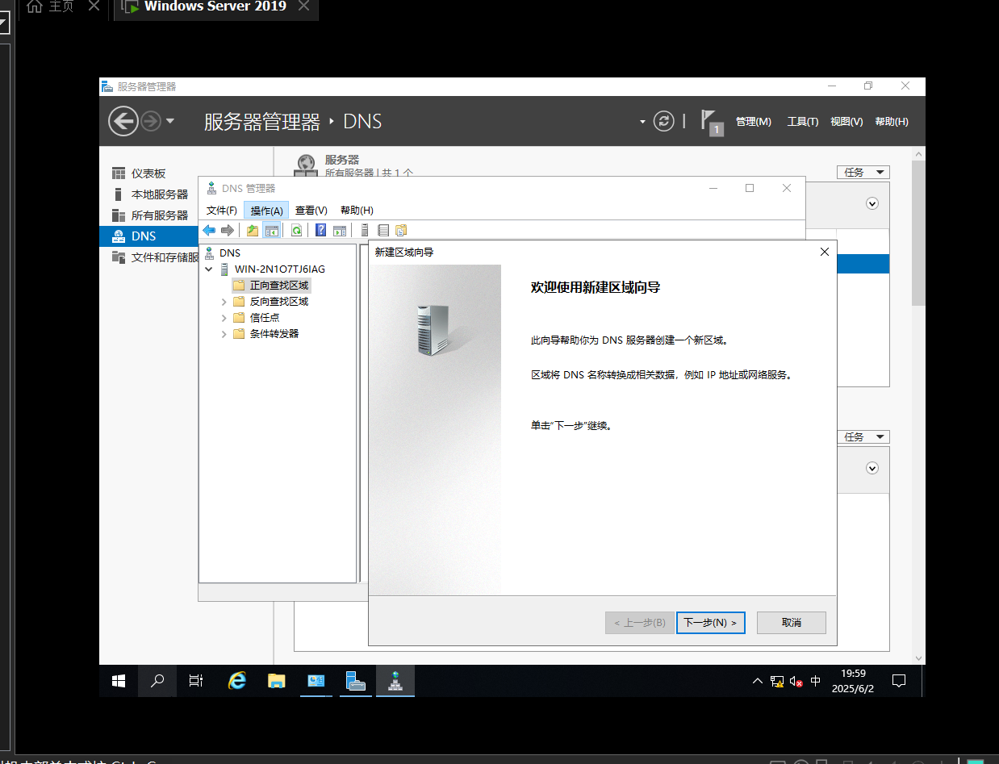 主页
Windows Server 2019
服务器管理器
服务器管理器 ‣ DNS
1
管理(M) 工具(T) 视图(V) 帮助(H)
仪表板
本地服务器
所有服务器
DNS
文件和存储服
服务器
所有服务器 | 共 1 个
任务
任务
DNS 管理器
文件(F) 操作(A) 查看(V) 帮助(H)
DNS
WIN-2N1O7TJ6IAG
正向查找区域
反向查找区域
信任点
条件转发器
新建区域向导
欢迎使用新建区域向导
此向导帮助你为 DNS 服务器创建一个新区域。
区域将 DNS 名称转换成相关数据，例如 IP 地址或网络服务。
单击“下一步”继续。
< 上一步(B) 下一步(N) > 取消
中
19:59
2025/6/2